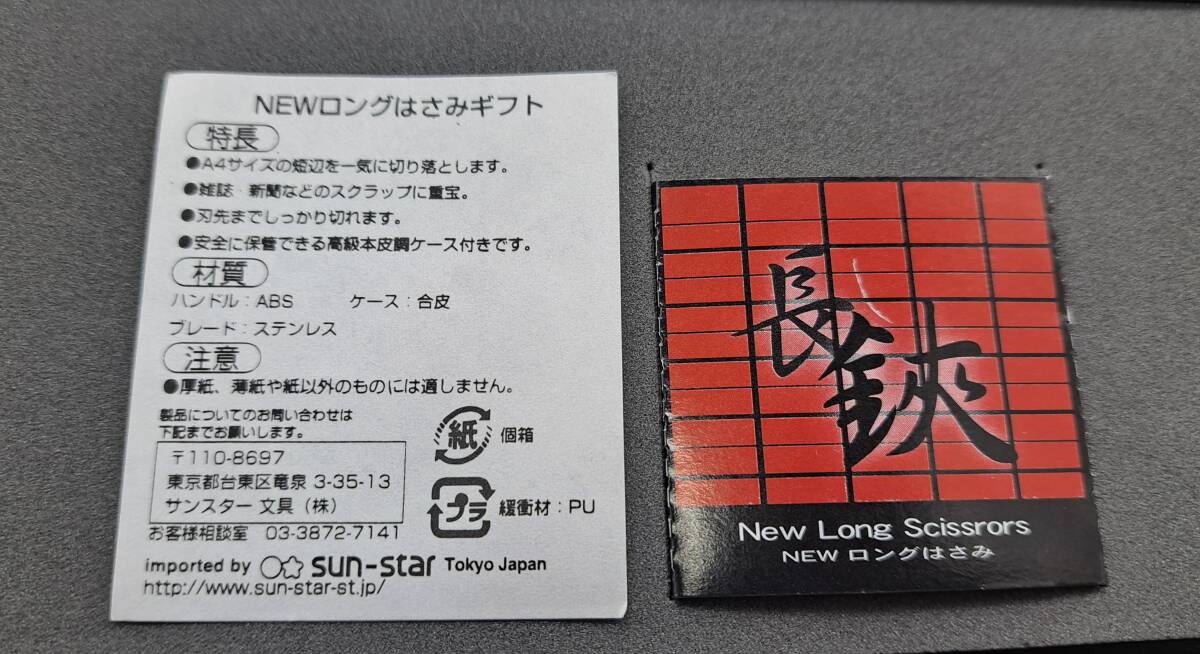 NEWロングはさみギフト
特長
●A4サイズの短辺を一気に切り落とします。
●雑誌・新聞などのスクラップに重宝。
●刃先までしっかり切れます。
●安全に保管できる高級本皮調ケース付きです。
材質
ハンドル:ABS ケース:合皮
ブレード:ステンレス
注意
●厚紙、薄紙や紙以外のものには適しません。
製品についてのお問い合わせは
下記までお願いします。
〒110-8697
東京都台東区竜泉 3-35-13
サンスター 文具(株)
お客様相談室 03-3872-7141
紙 個箱
プラ 緩衝材:PU
imported by sun-star Tokyo Japan
http://www.sun-star-st.jp/
長鋏
New Long Scissrors
NEW ロングはさみ